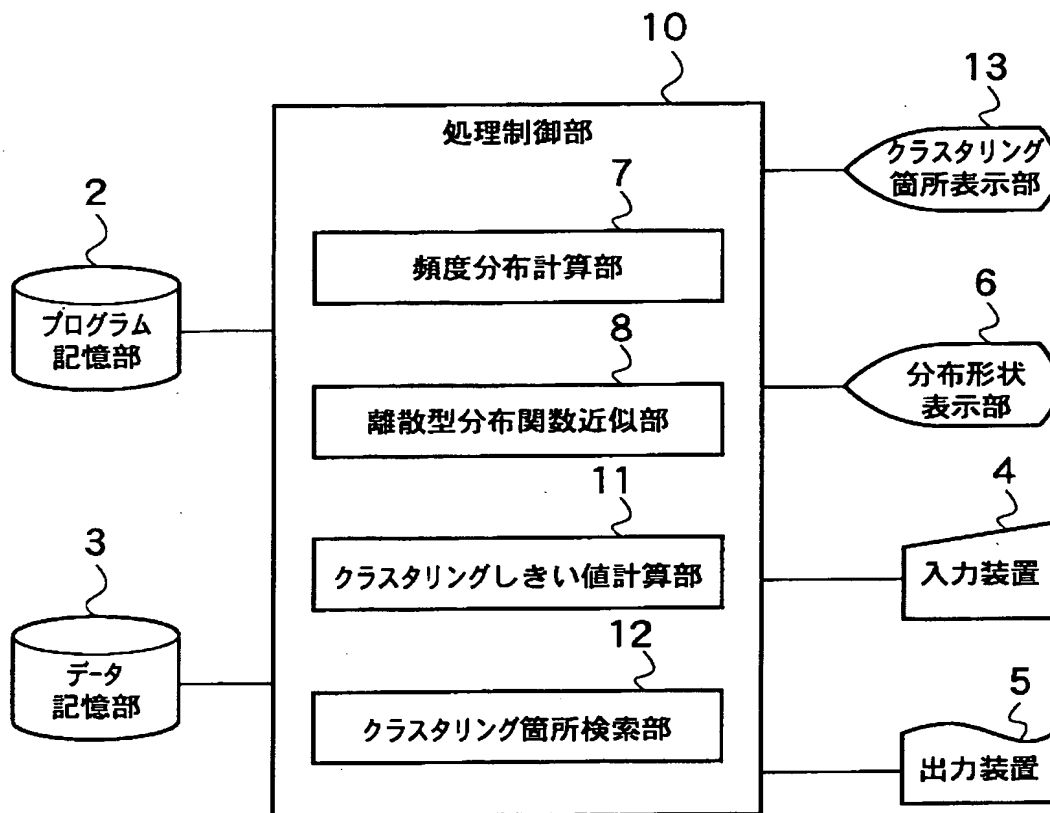 10
処理制御部
7
頻度分布計算部
8
離散型分布関数近似部
11
クラスタリングしきい値計算部
12
クラスタリング箇所検索部
2
プログラム
記憶部
3
データ
記憶部
13
クラスタリング
箇所表示部
6
分布形状
表示部
4
入力装置
5
出力装置